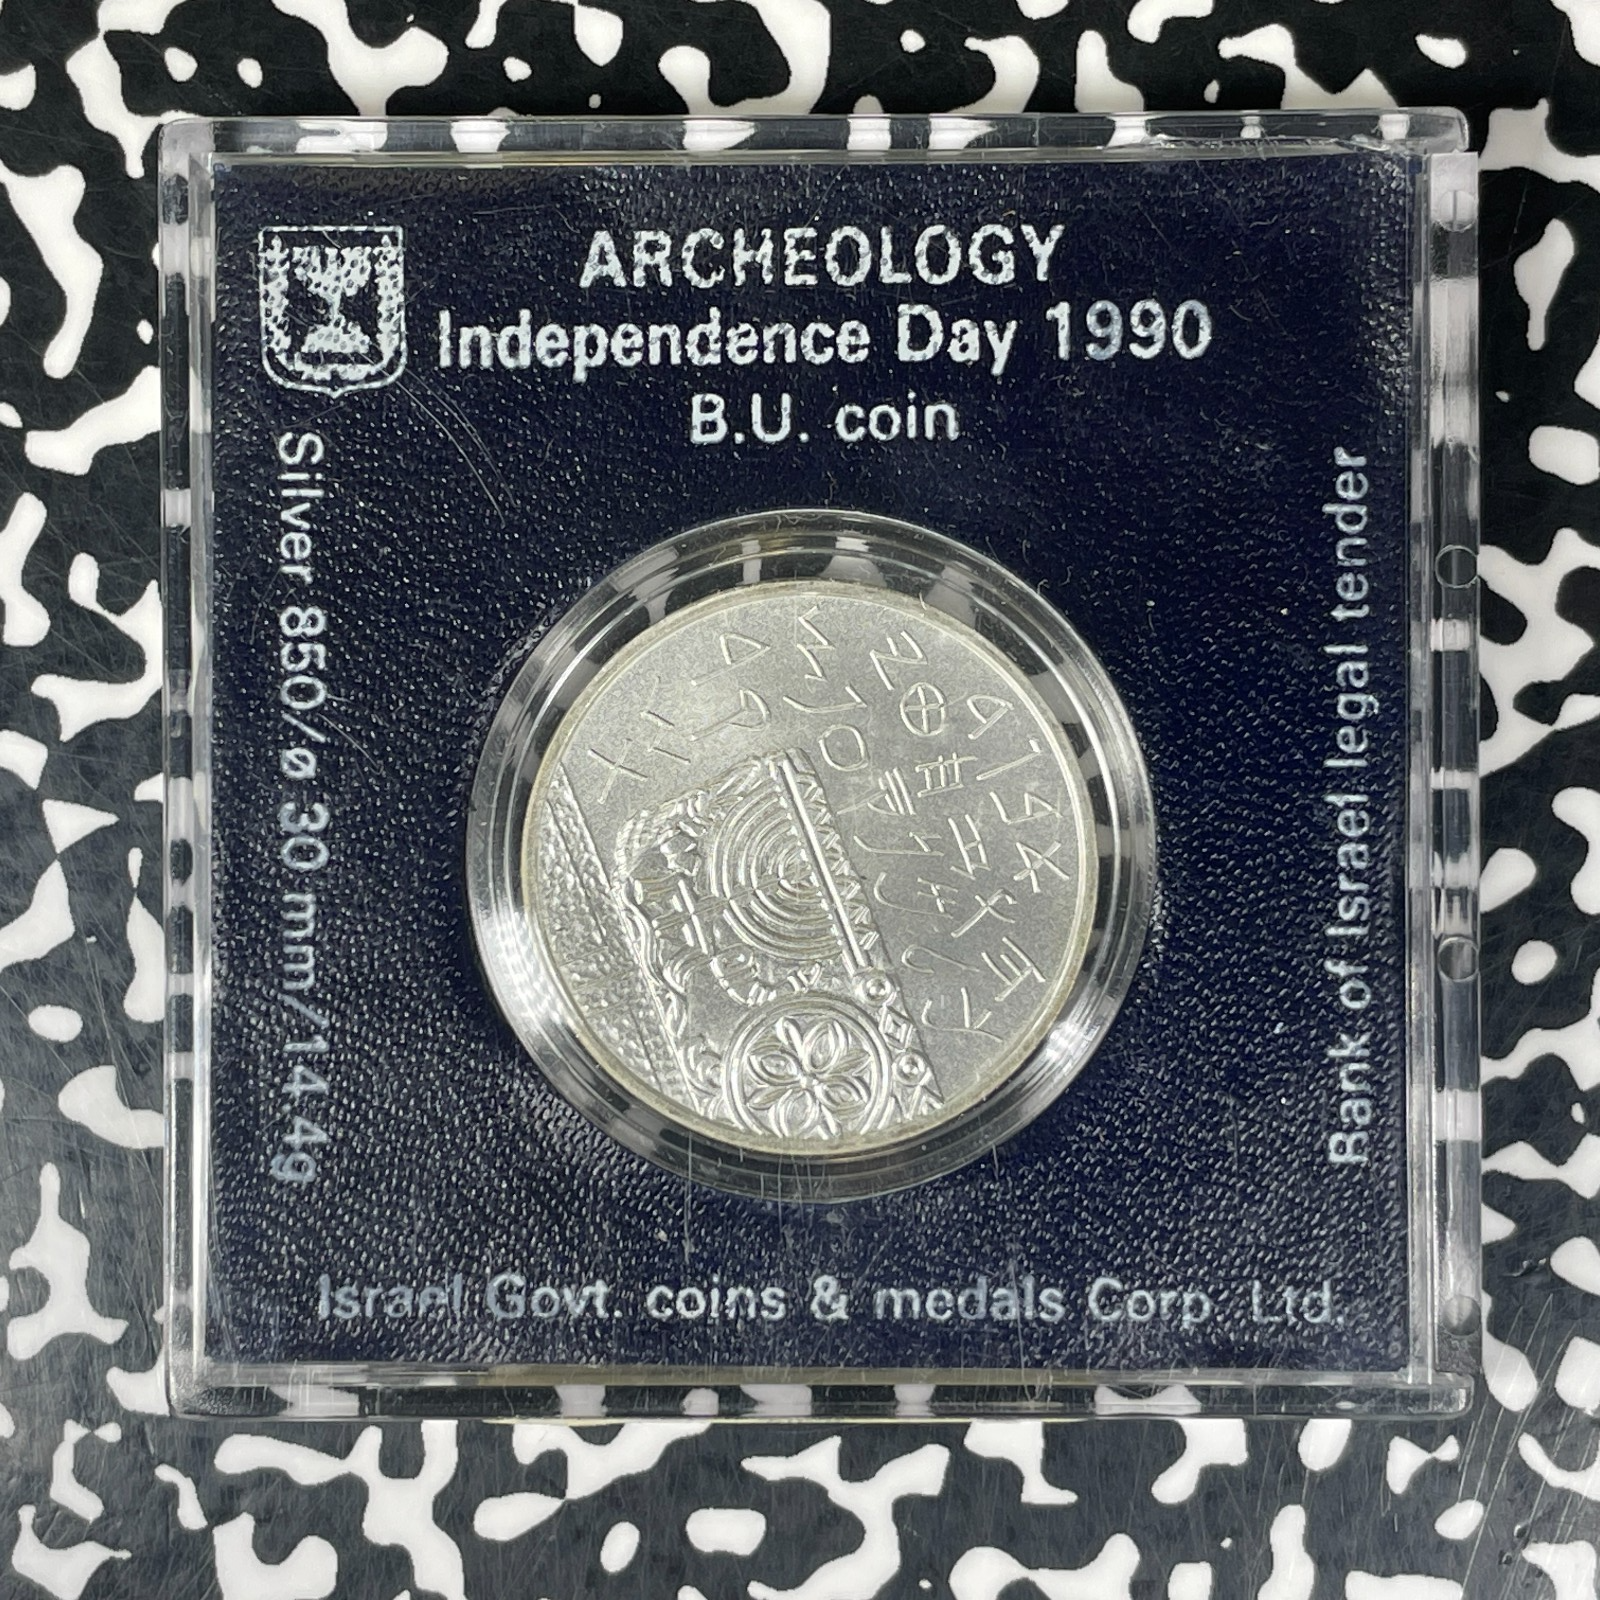 ARCHEOLOGY
Independence Day 1990
B.U. coin
Silver 850/ø 30 mm/14.4g
Bank of Israel legal tender
Israel Govt. coins & medals Corp. Ltd.